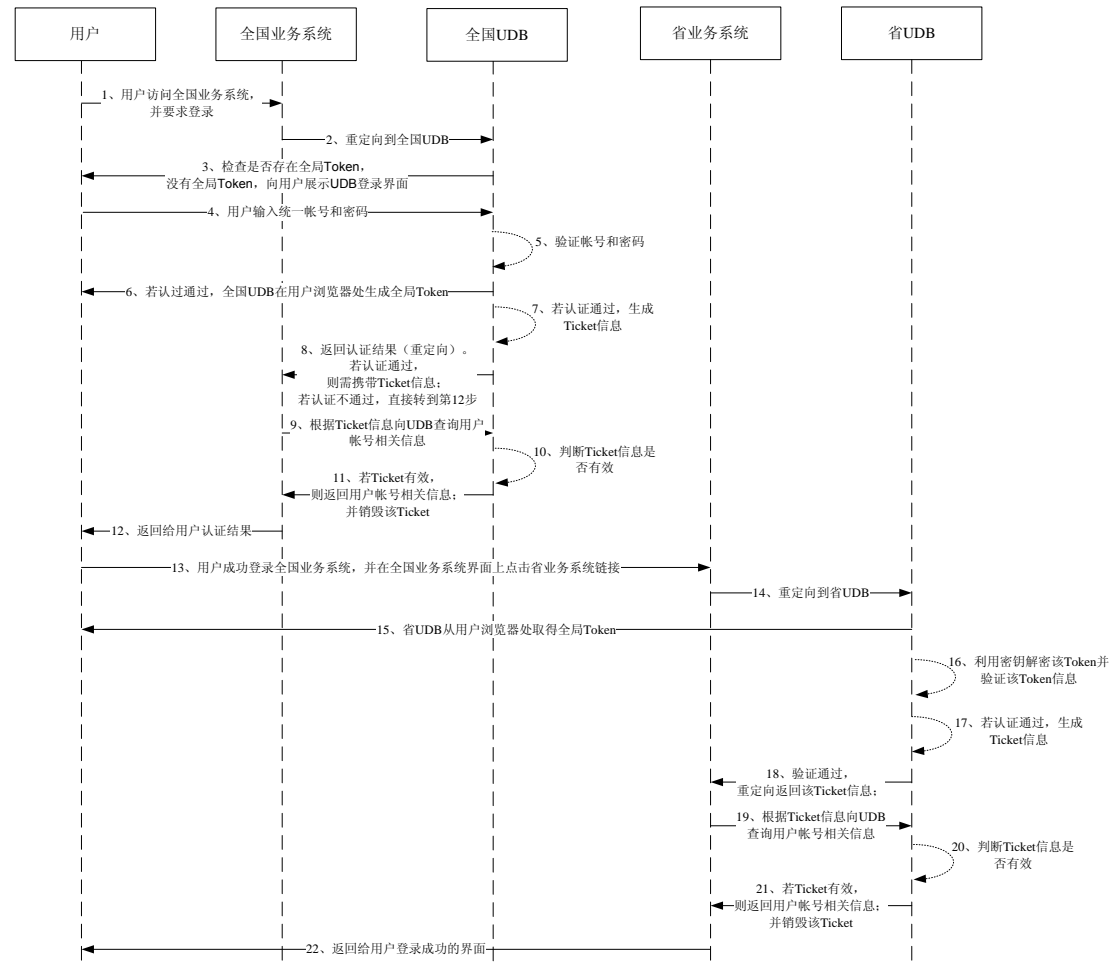 用户
全国业务系统
全国UDB
省业务系统
省UDB
1、用户访问全国业务系统，
并要求登录
2、重定向到全国UDB
3、检查是否存在全局Token，
没有全局Token，向用户展示UDB登录界面
4、用户输入统一帐号和密码
5、验证帐号和密码
6、若认过通过，全国UDB在用户浏览器处生成全局Token
7、若认证通过，生成
Ticket信息
8、返回认证结果（重定向）。
若认证通过，
则需携带Ticket信息；
若认证不通过，直接转到第12步
9、根据Ticket信息向UDB查询用户
帐号相关信息
10、判断Ticket信息是
否有效
11、若Ticket有效，
则返回用户帐号相关信息；
并销毁该Ticket
12、返回给用户认证结果
13、用户成功登录全国业务系统，并在全国业务系统界面上点击省业务系统链接
14、重定向到省UDB
15、省UDB从用户浏览器处取得全局Token
16、利用密钥解密该Token并
验证该Token信息
17、若认证通过，生成
Ticket信息
18、验证通过，
重定向返回该Ticket信息；
19、根据Ticket信息向UDB
查询用户帐号相关信息
20、判断Ticket信息是
否有效
21、若Ticket有效，
则返回用户帐号相关信息；
并销毁该Ticket
22、返回给用户登录成功的界面